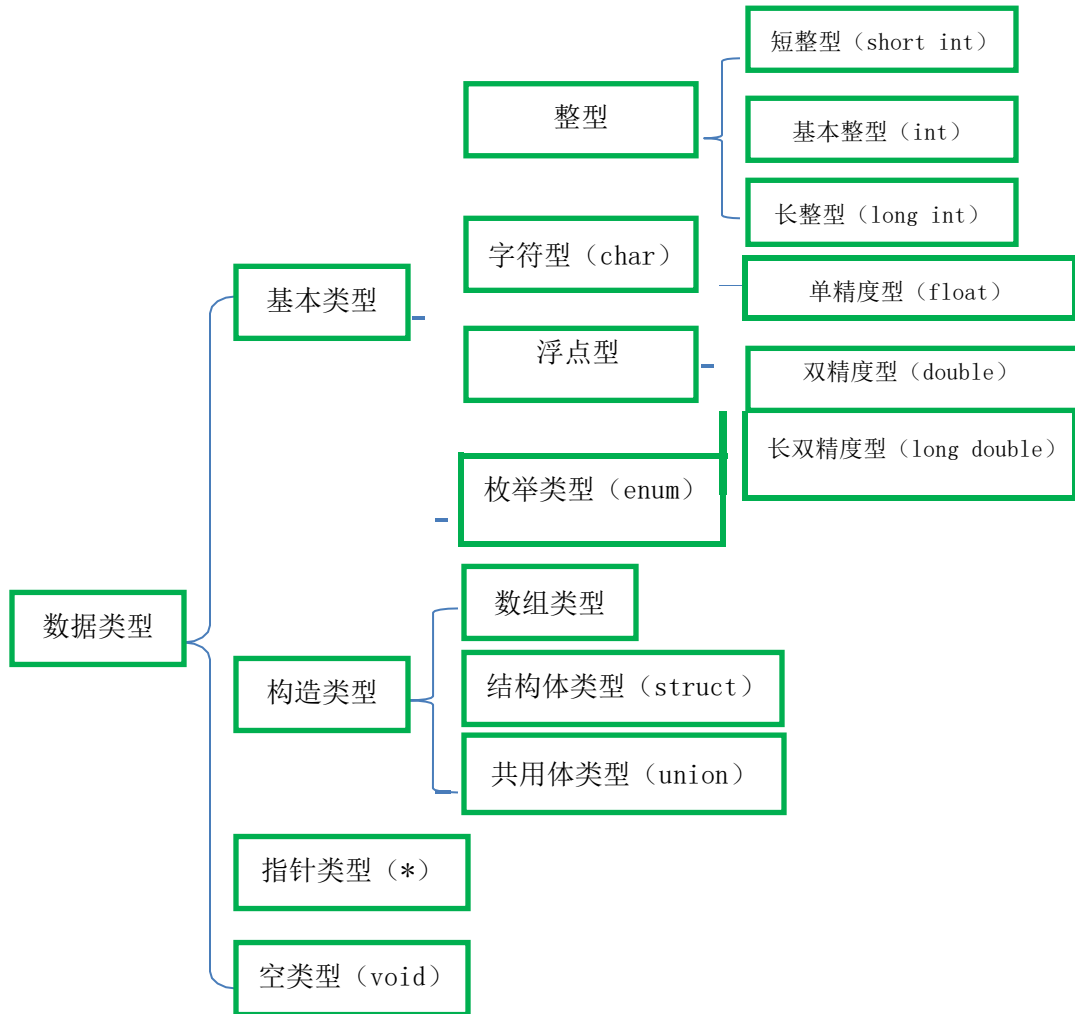 数据类型
基本类型
整型
短整型（short int）
基本整型（int）
长整型（long int）
字符型（char）
浮点型
单精度型（float）
双精度型（double）
长双精度型（long double）
枚举类型（enum）
构造类型
数组类型
结构体类型（struct）
共用体类型（union）
指针类型（*）
空类型（void）